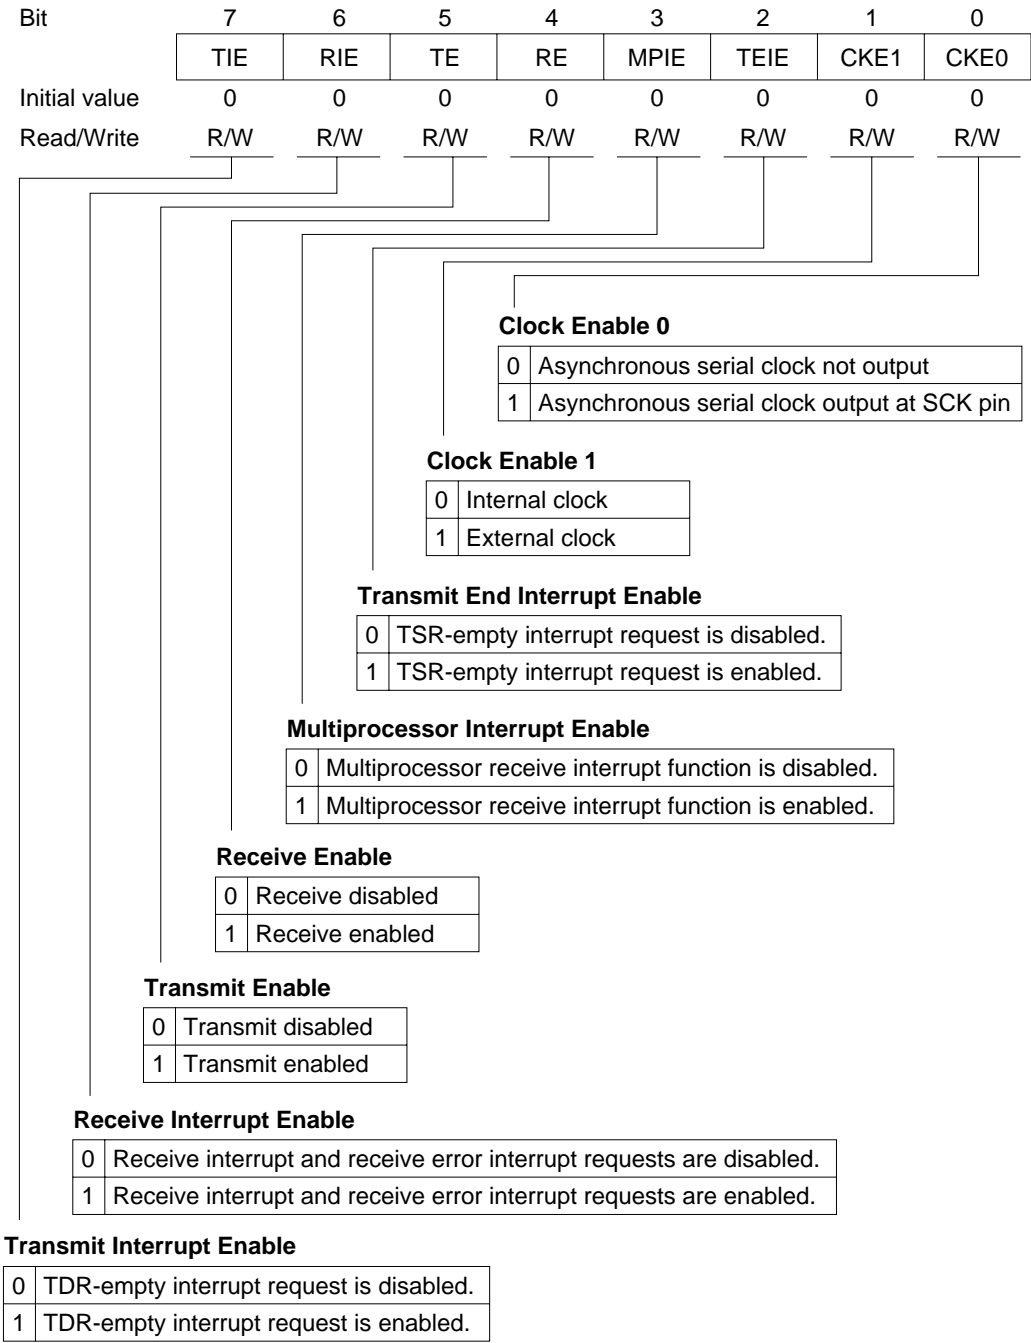 Bit 7 6 5 4 3 2 1 0
TIE RIE TE RE MPIE TEIE CKE1 CKE0
Initial value 0 0 0 0 0 0 0 0
Read/Write R/W R/W R/W R/W R/W R/W R/W R/W
Clock Enable 0
0 Asynchronous serial clock not output
1 Asynchronous serial clock output at SCK pin
Clock Enable 1
0 Internal clock
1 External clock
Transmit End Interrupt Enable
0 TSR-empty interrupt request is disabled.
1 TSR-empty interrupt request is enabled.
Multiprocessor Interrupt Enable
0 Multiprocessor receive interrupt function is disabled.
1 Multiprocessor receive interrupt function is enabled.
Receive Enable
0 Receive disabled
1 Receive enabled
Transmit Enable
0 Transmit disabled
1 Transmit enabled
Receive Interrupt Enable
0 Receive interrupt and receive error interrupt requests are disabled.
1 Receive interrupt and receive error interrupt requests are enabled.
Transmit Interrupt Enable
0 TDR-empty interrupt request is disabled.
1 TDR-empty interrupt request is enabled.